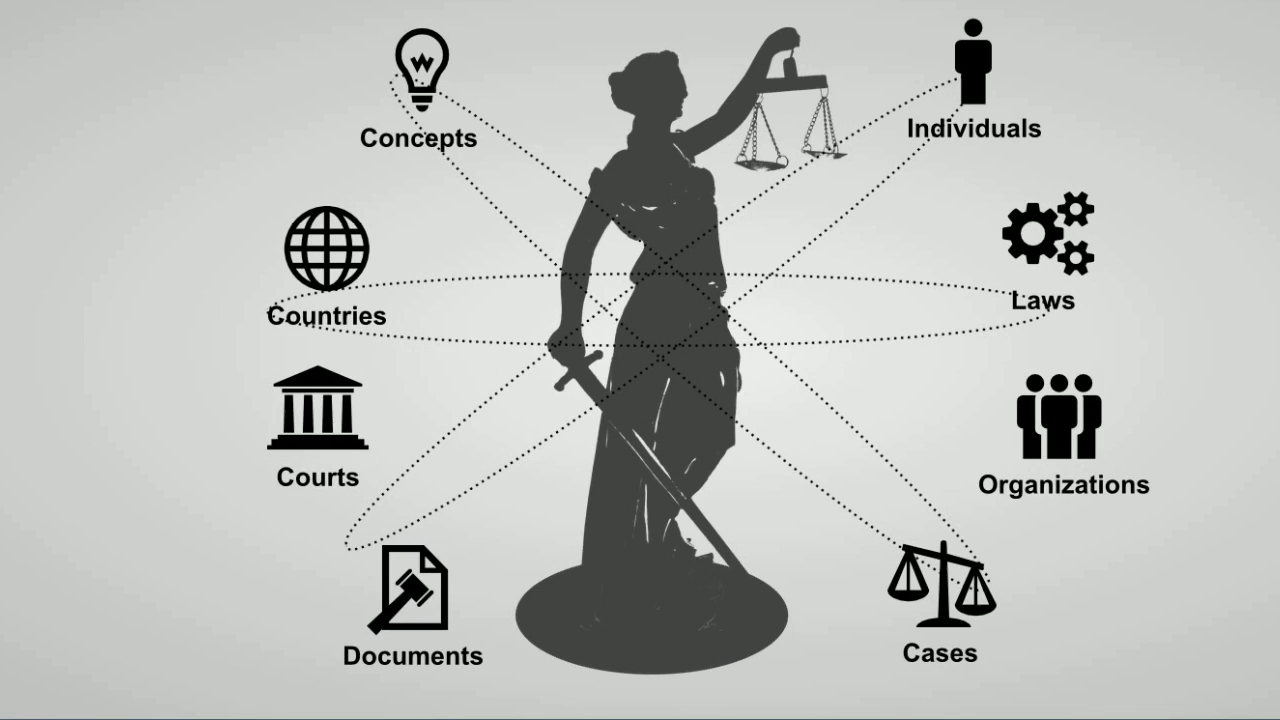 Concepts
Individuals
Countries
Laws
Courts
Organizations
Documents
Cases